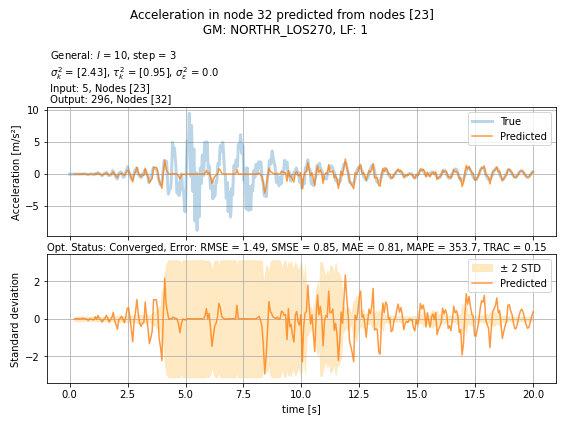 Acceleration in node 32 predicted from nodes [23]
GM: NORTHR_LOS270, LF: 1
General: l = 10, step = 3
σ²ₖ = [2.43], τ²ₖ = [0.95], σ²ε = 0.0
Input: 5, Nodes [23]
Output: 296, Nodes [32]
10
5
0
−5
Acceleration [m/s²]
True
Predicted
Opt. Status: Converged, Error: RMSE = 1.49, SMSE = 0.85, MAE = 0.81, MAPE = 353.7, TRAC = 0.15
2
0
−2
Standard deviation
± 2 STD
Predicted
0.0 2.5 5.0 7.5 10.0 12.5 15.0 17.5 20.0
time [s]